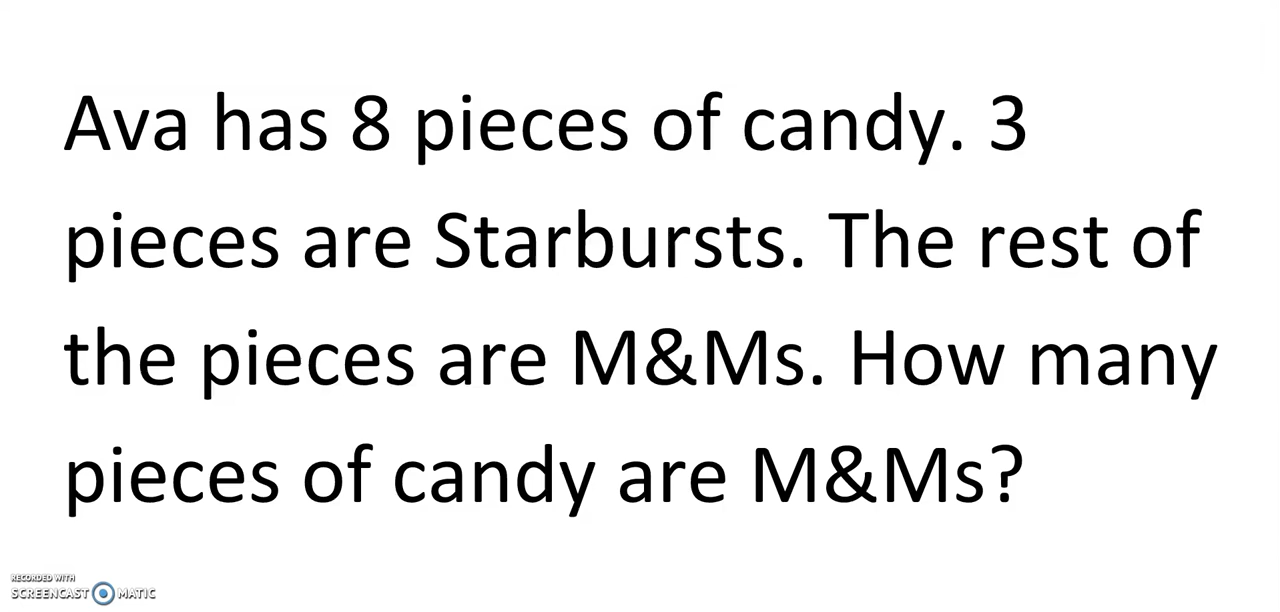 Ava has 8 pieces of candy. 3
pieces are Starbursts. The rest of
the pieces are M&Ms. How many
pieces of candy are M&Ms?
RECORDED WITH
SCREENCAST MATIC